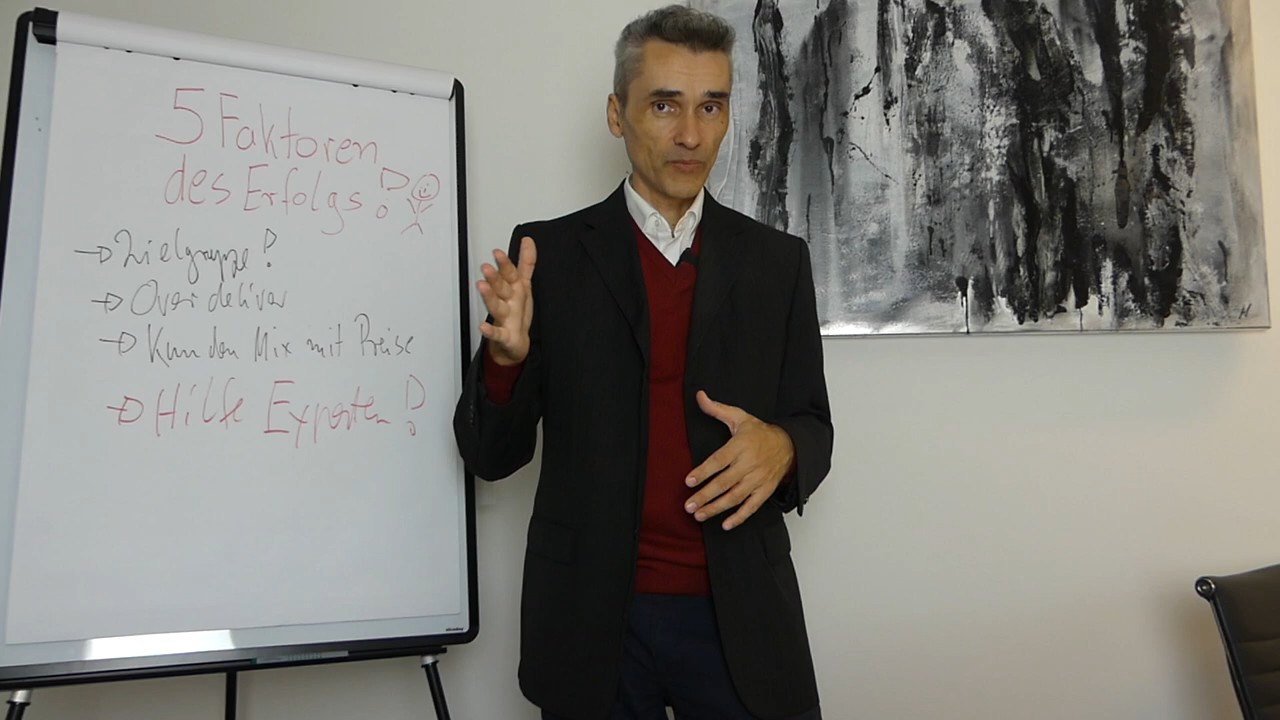 5 Faktoren
des Erfolgs!
→ Zielgruppe!
→ Over deliver
→ Kunden Mix mit Preise
→ Hilfe Experten!